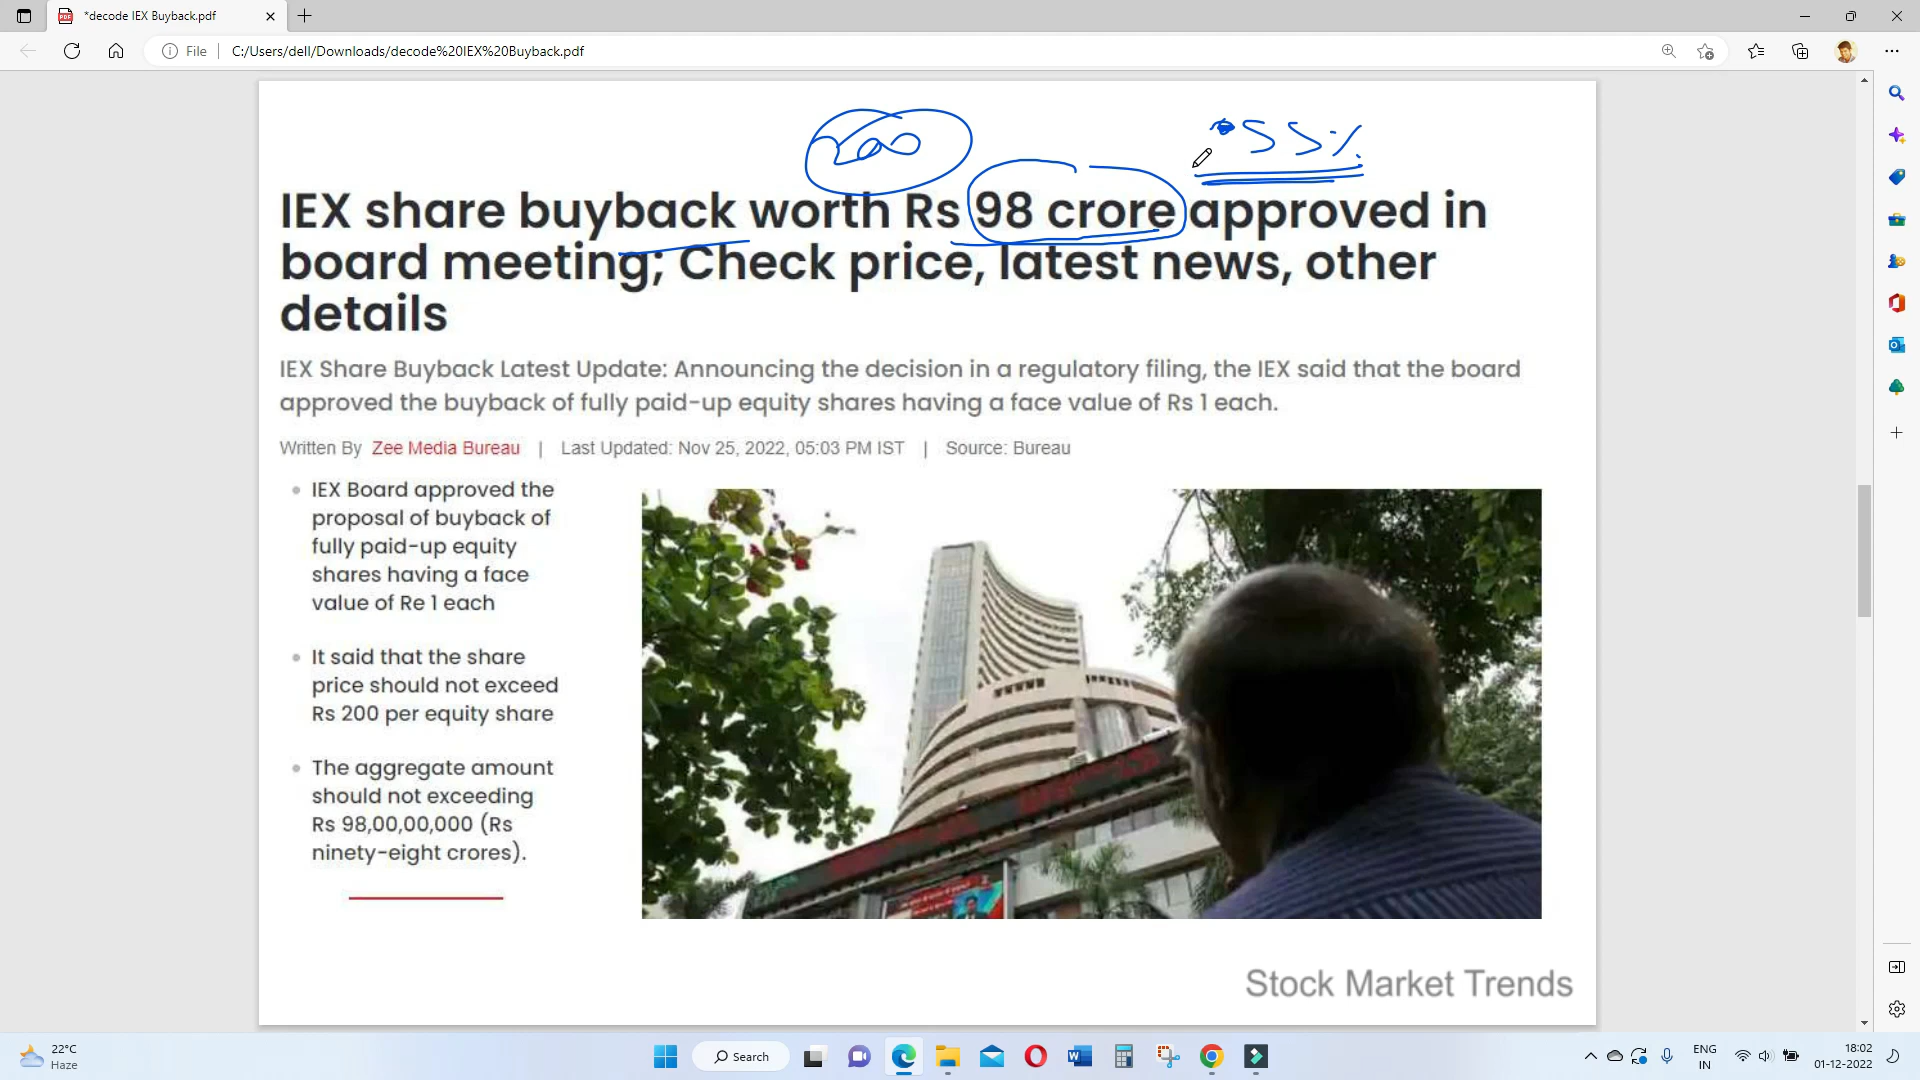 *decode IEX Buyback.pdf
File
C:/Users/dell/Downloads/decode%20IEX%20Buyback.pdf
200
55%
IEX share buyback worth Rs 98 crore approved in
board meeting; Check price, latest news, other
details
IEX Share Buyback Latest Update: Announcing the decision in a regulatory filing, the IEX said that the board
approved the buyback of fully paid-up equity shares having a face value of Rs 1 each.
Written By Zee Media Bureau | Last Updated: Nov 25, 2022, 05:03 PM IST | Source: Bureau
IEX Board approved the
proposal of buyback of
fully paid-up equity
shares having a face
value of Re 1 each
It said that the share
price should not exceed
Rs 200 per equity share
The aggregate amount
should not exceeding
Rs 98,00,00,000 (Rs
ninety-eight crores).
Stock Market Trends
22°C
Haze
Search
ENG
IN
18:02
01-12-2022